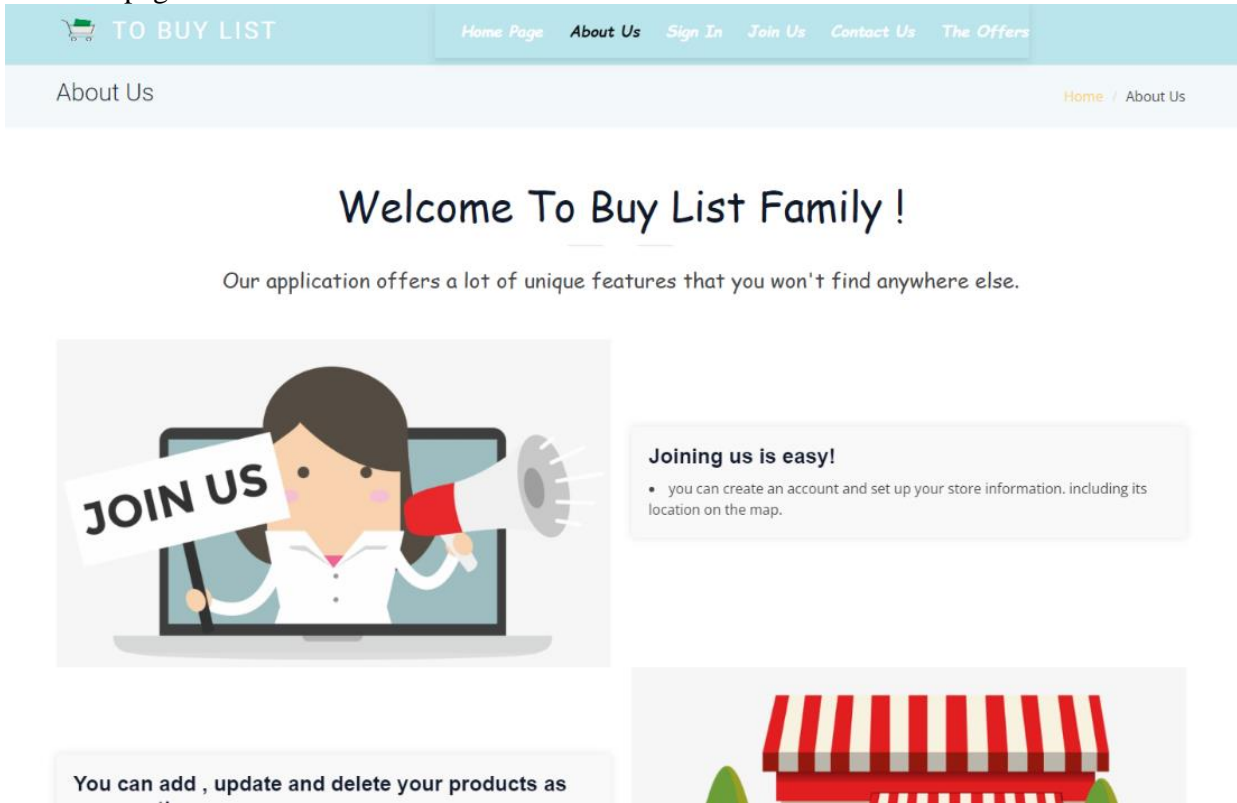 TO BUY LIST
Home Page About Us Sign In Join Us Contact Us The Offers
About Us
Home / About Us
Welcome To Buy List Family !
Our application offers a lot of unique features that you won't find anywhere else.
JOIN US
Joining us is easy!
• you can create an account and set up your store information. including its
location on the map.
You can add , update and delete your products as